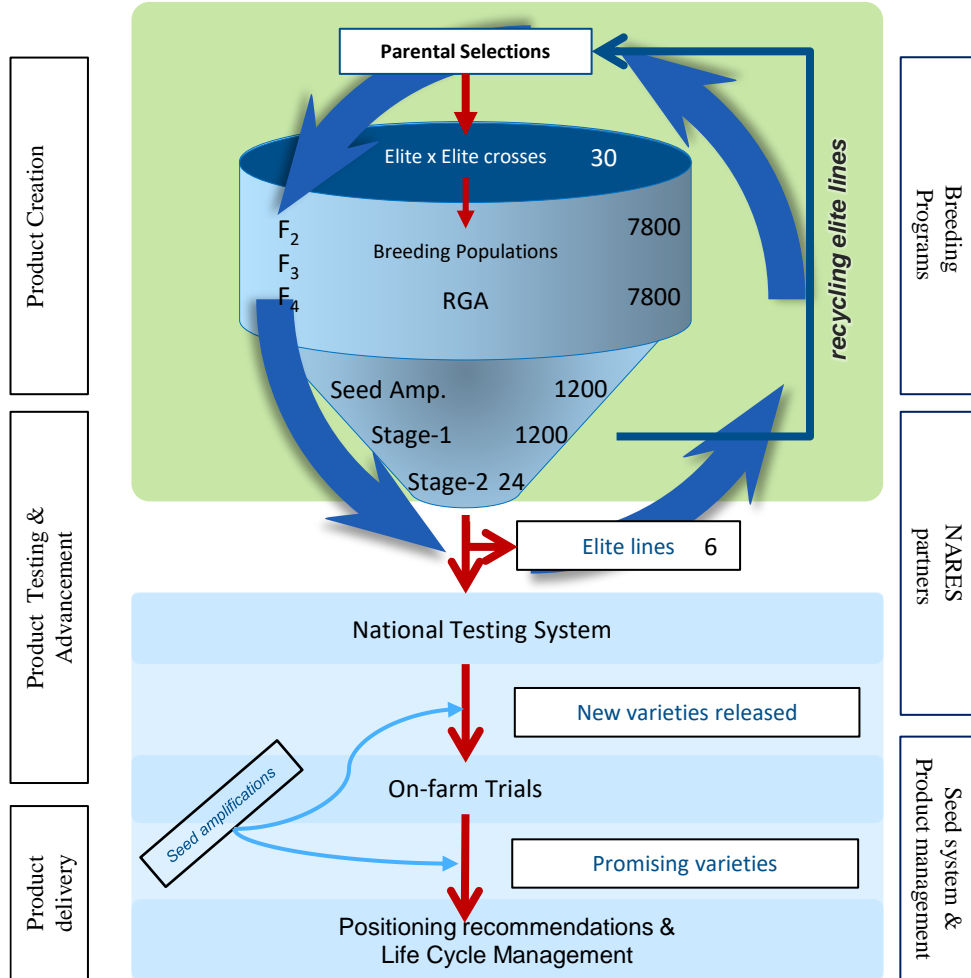 Parental Selections
Elite x Elite crosses 30
F2
7800
Breeding Populations
F3
F4
RGA
7800
Seed Amp. 1200
Stage-1 1200
Stage-2 24
recycling elite lines
Elite lines 6
National Testing System
New varieties released
On-farm Trials
Seed amplifications
Promising varieties
Positioning recommendations &
Life Cycle Management
Product Creation
Product Testing &
Advancement
Product
delivery
Breeding
Programs
NARES
partners
Seed system &
Product management